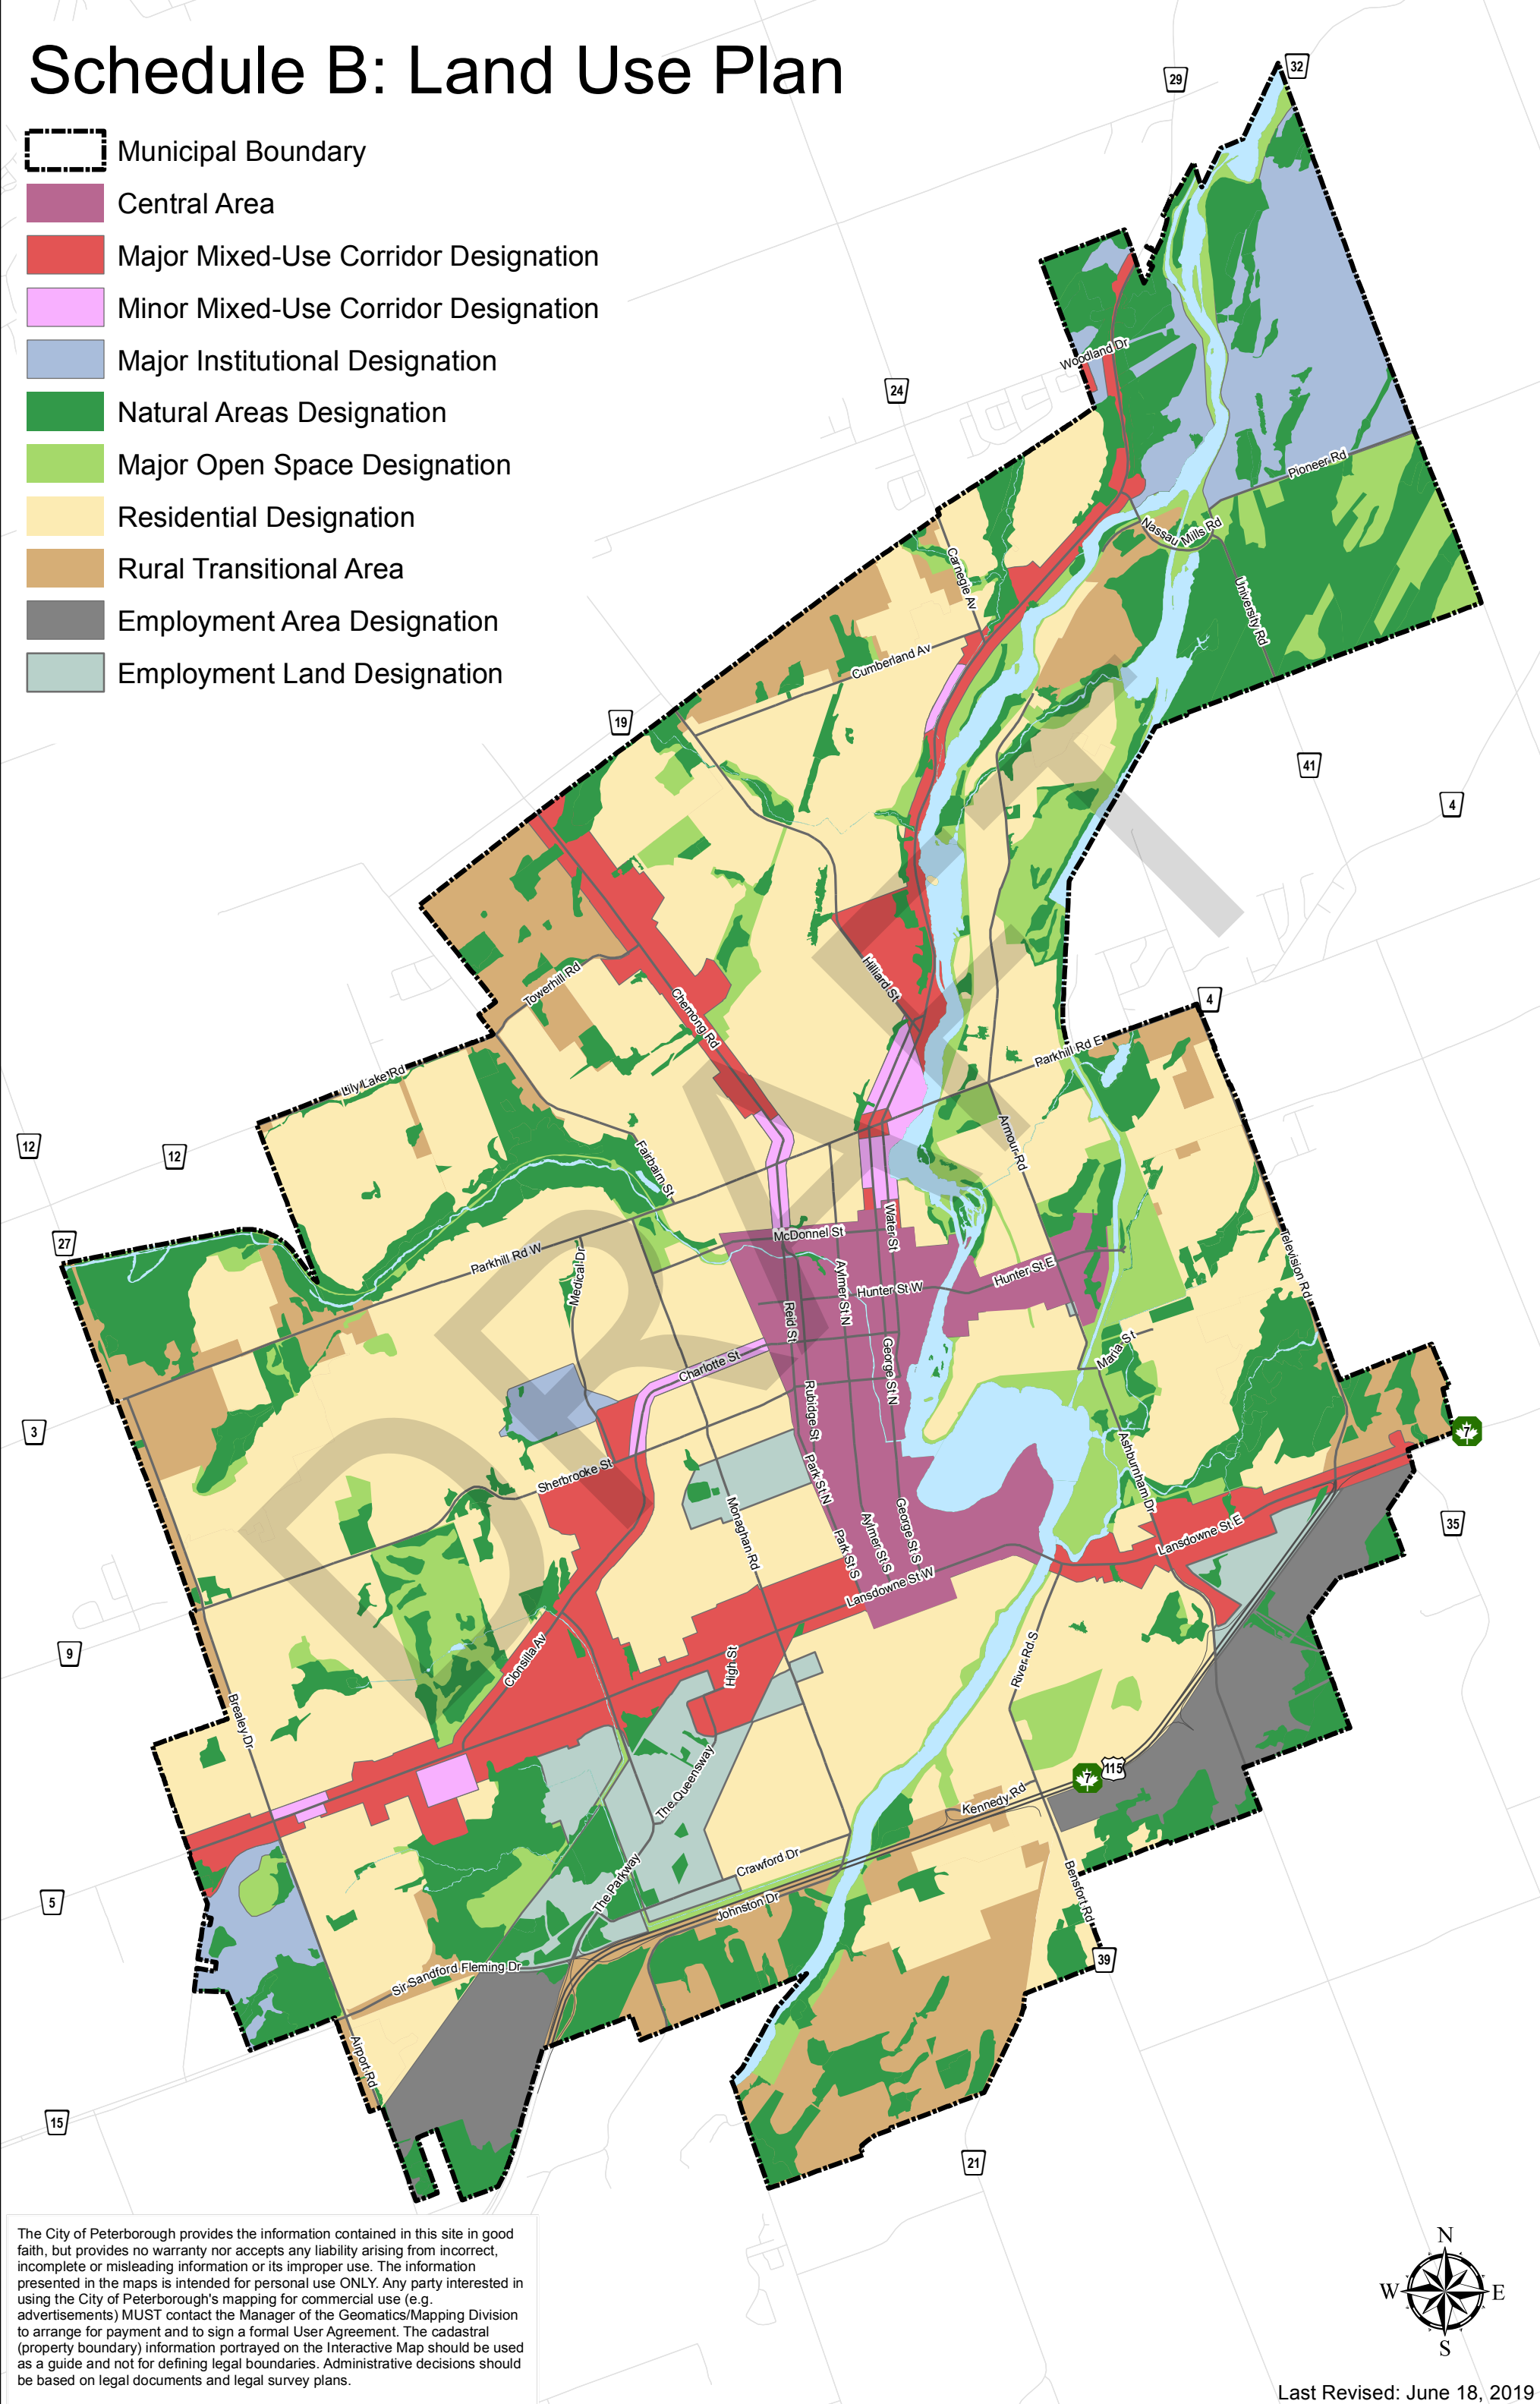 Schedule B: Land Use Plan
Municipal Boundary
Central Area
Major Mixed-Use Corridor Designation
Minor Mixed-Use Corridor Designation
Major Institutional Designation
Natural Areas Designation
Major Open Space Designation
Residential Designation
Rural Transitional Area
Employment Area Designation
Employment Land Designation
29
32
24
Woodland Dr
Pioneer Rd
Nassau Mills Rd
Carnegie Av
University Rd
Cumberland Av
19
41
4
Hilliard St
Towerhill Rd
Chemong Rd
4
Parkhill Rd E
Lily Lake Rd
12
12
Fairbairn St
Armour Rd
27
Parkhill Rd W
Medical Dr
McDonnel St
Water St
Television Rd
Hunter St E
Hunter St W
Aylmer St N
Reid St
Maria St
Charlotte St
George St N
3
Rubidge St
7
Sherbrooke St
Park St N
Ashburnham Dr
Monaghan Rd
George St S
Aylmer St S
Park St S
35
Lansdowne St E
Lansdowne St W
9
Clonsilla Av
High St
River Rd S
Brealey Dr
7
115
The Queensway
Kennedy Rd
Crawford Dr
The Parkway
Johnston Dr
Bensfort Rd
5
39
Sir Sandford Fleming Dr
Airport Rd
15
21
DRAFT
The City of Peterborough provides the information contained in this site in good
faith, but provides no warranty nor accepts any liability arising from incorrect,
incomplete or misleading information or its improper use. The information
presented in the maps is intended for personal use ONLY. Any party interested in
using the City of Peterborough's mapping for commercial use (e.g.
advertisements) MUST contact the Manager of the Geomatics/Mapping Division
to arrange for payment and to sign a formal User Agreement. The cadastral
(property boundary) information portrayed on the Interactive Map should be used
as a guide and not for defining legal boundaries. Administrative decisions should
be based on legal documents and legal survey plans.
N
W
E
S
Last Revised: June 18, 2019